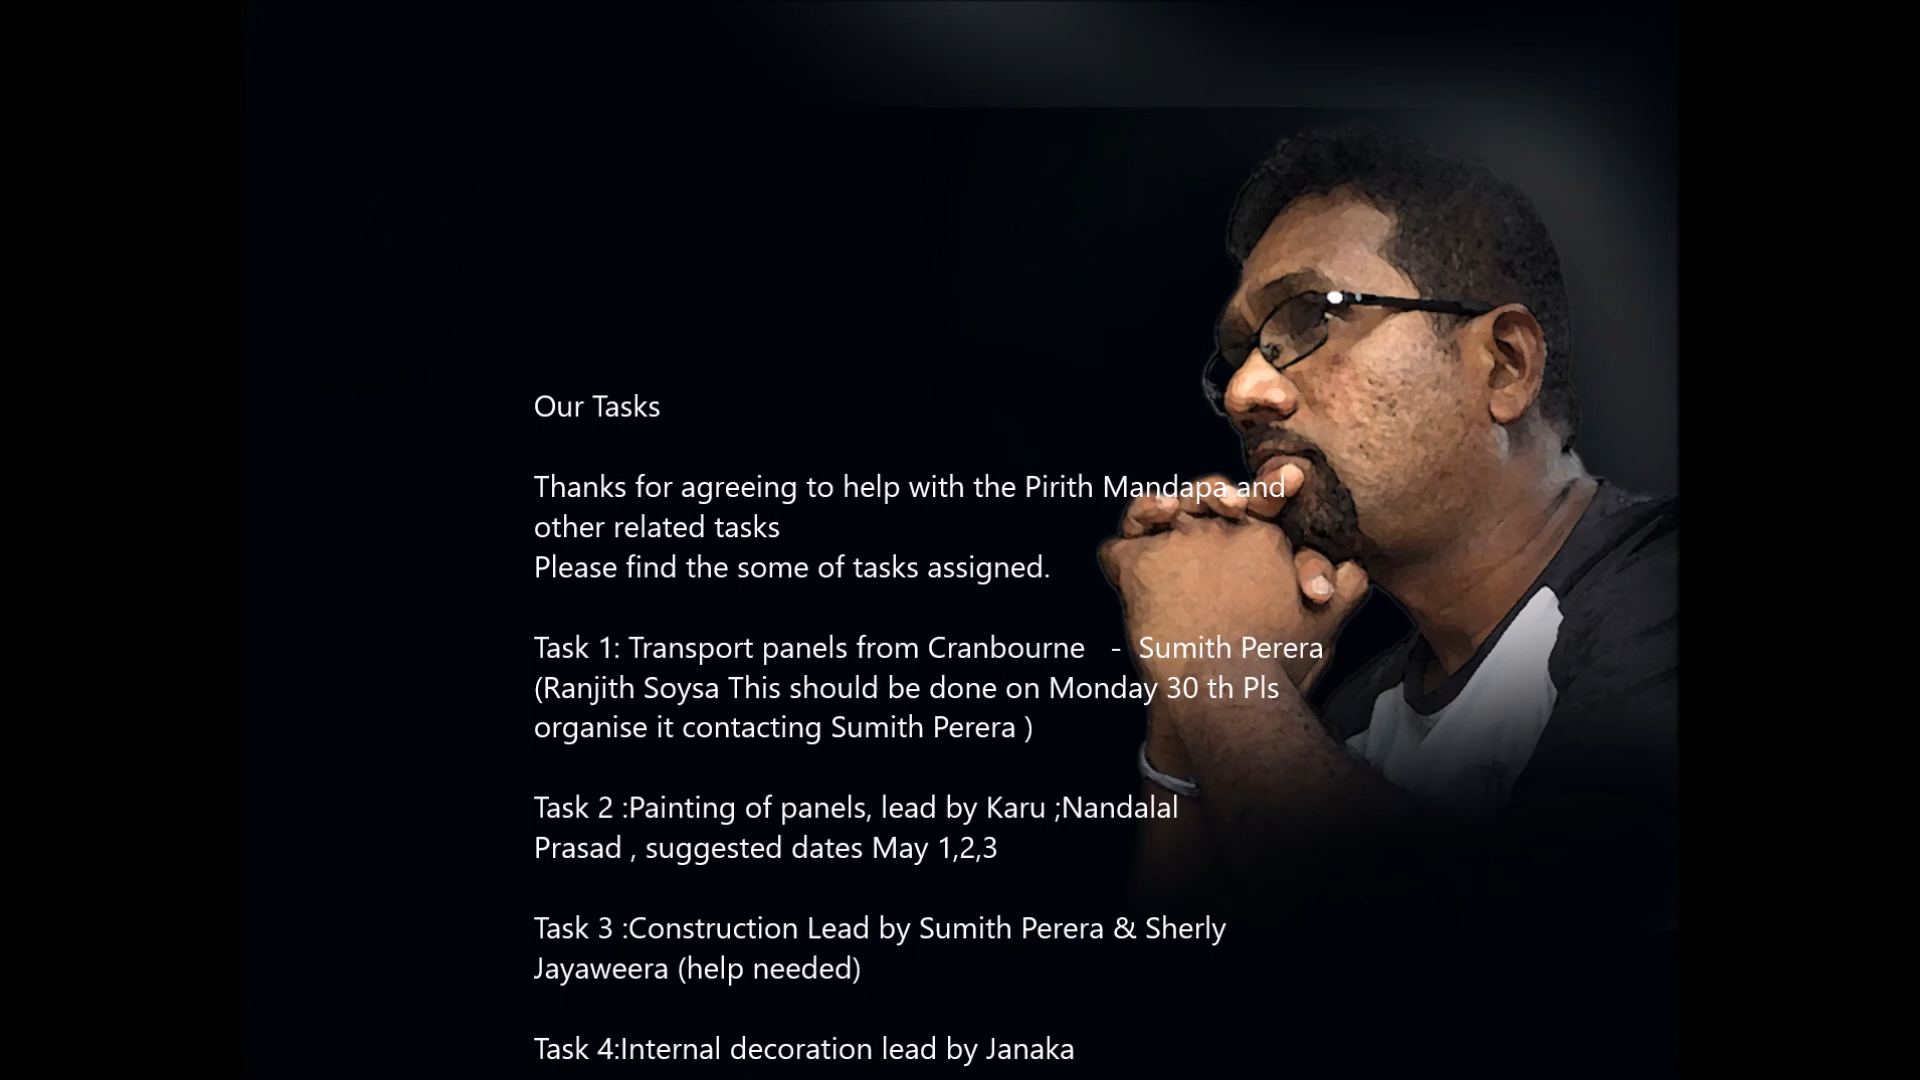 Our Tasks
Thanks for agreeing to help with the Pirith Mandapa and
other related tasks
Please find the some of tasks assigned.
Task 1: Transport panels from Cranbourne   -  Sumith Perera
(Ranjith Soysa This should be done on Monday 30 th Pls
organise it contacting Sumith Perera )
Task 2 :Painting of panels, lead by Karu ;Nandalal
Prasad , suggested dates May 1,2,3
Task 3 :Construction Lead by Sumith Perera & Sherly
Jayaweera (help needed)
Task 4:Internal decoration lead by Janaka